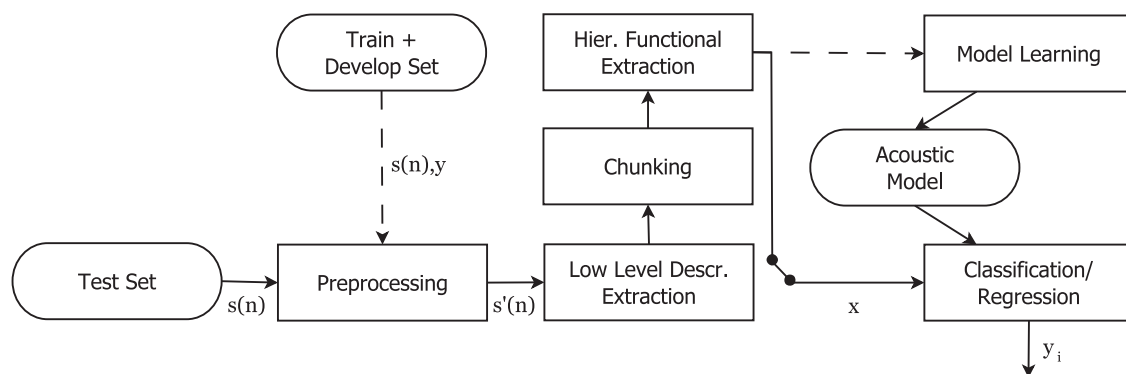 Train +
Develop Set
Hier. Functional
Extraction
Model Learning
s(n),y
Chunking
Acoustic
Model
Test Set
s(n)
Preprocessing
s'(n)
Low Level Descr.
Extraction
x
Classification/
Regression
y i